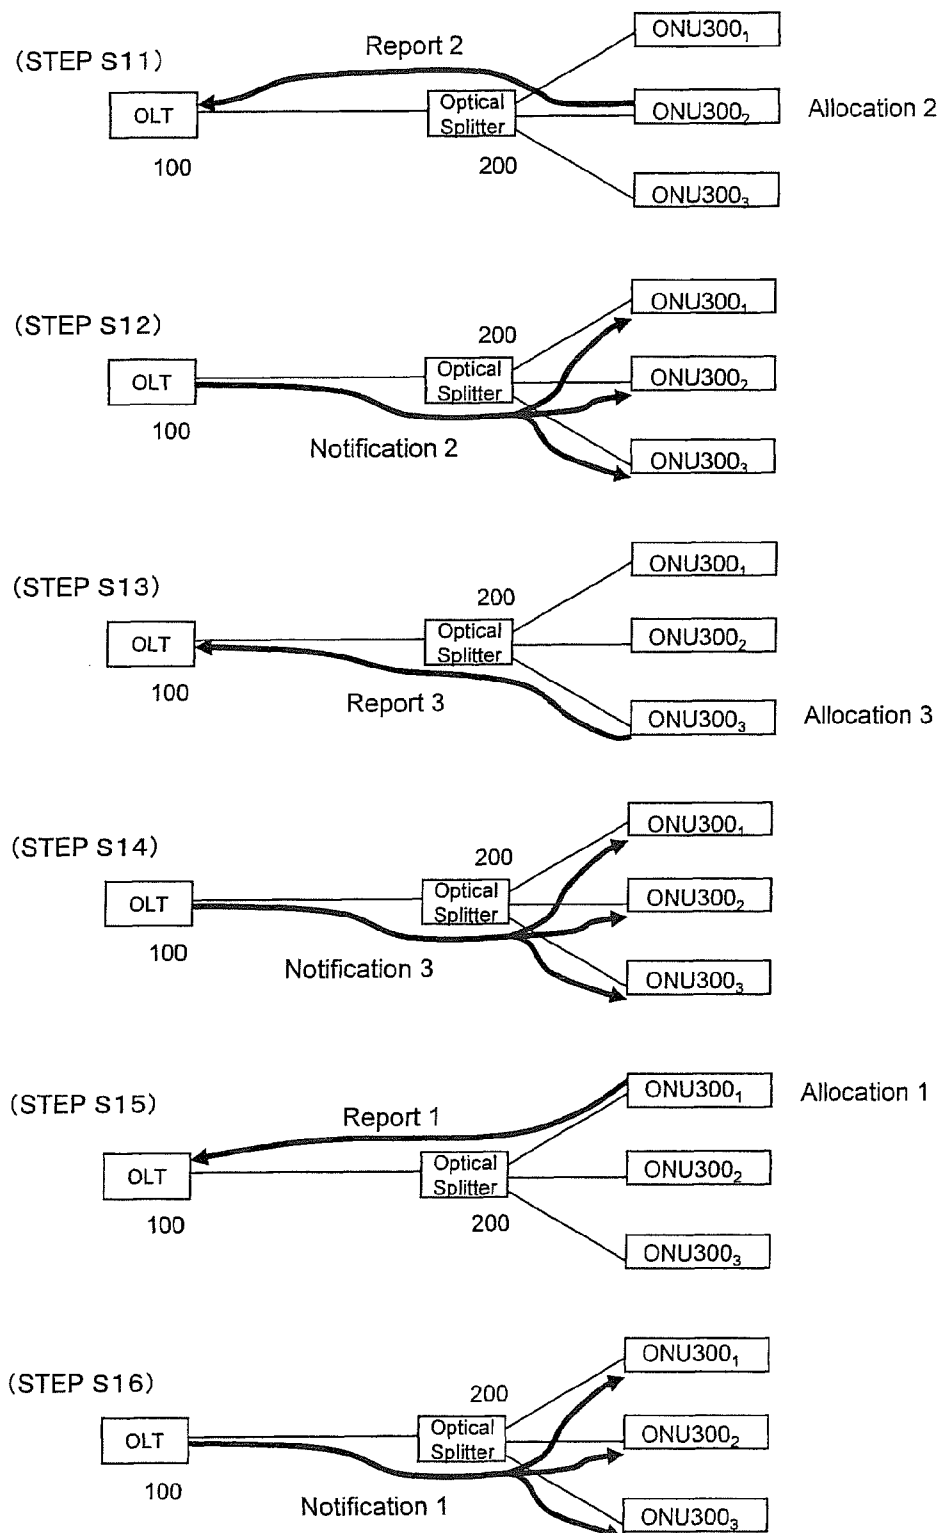 (STEP S11)
Report 2
OLT
100
Optical
Splitter
200
ONU300₁
ONU300₂
ONU300₃
Allocation 2
(STEP S12)
OLT
100
200
Optical
Splitter
Notification 2
ONU300₁
ONU300₂
ONU300₃
(STEP S13)
OLT
100
200
Optical
Splitter
Report 3
ONU300₁
ONU300₂
ONU300₃
Allocation 3
(STEP S14)
OLT
100
200
Optical
Splitter
Notification 3
ONU300₁
ONU300₂
ONU300₃
(STEP S15)
Report 1
OLT
100
Optical
Splitter
200
ONU300₁
Allocation 1
ONU300₂
ONU300₃
(STEP S16)
OLT
100
200
Optical
Splitter
Notification 1
ONU300₁
ONU300₂
ONU300₃